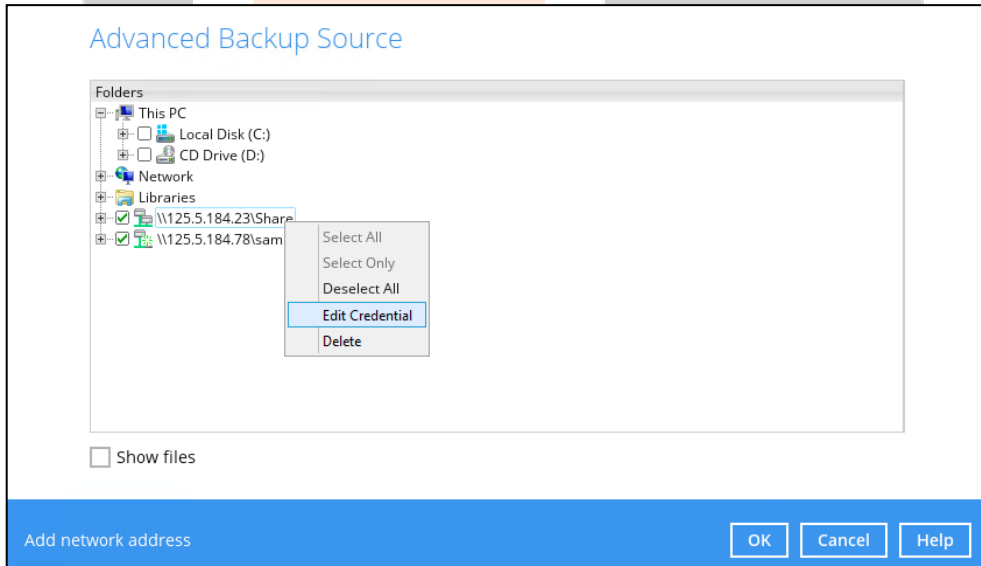 Advanced Backup Source
Folders
This PC
Local Disk (C:)
CD Drive (D:)
Network
Libraries
\\125.5.184.23\Share
\\125.5.184.78\sam
Select All
Select Only
Deselect All
Edit Credential
Delete
Show files
Add network address
OK Cancel Help